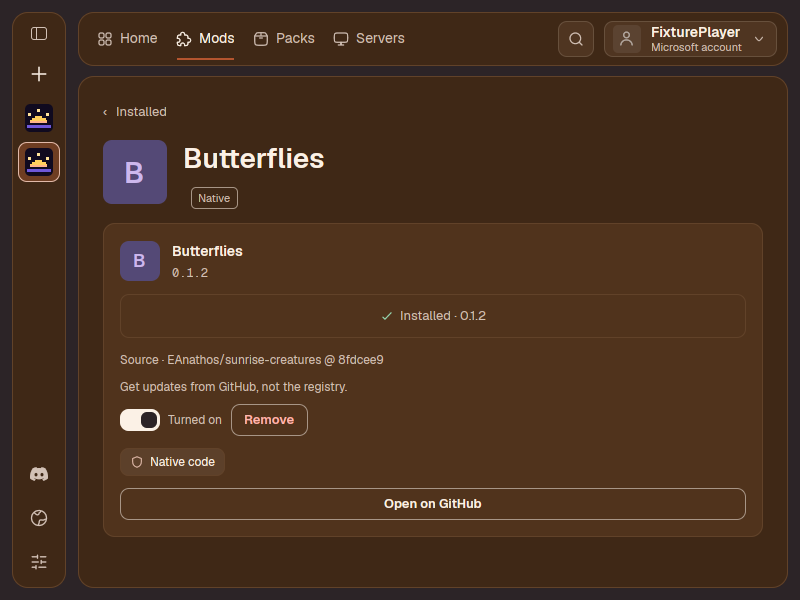 Home
Mods
Packs
Servers
FixturePlayer
Microsoft account
‹ Installed
B
Butterflies
Native
B
Butterflies
0.1.2
Installed · 0.1.2
Source · EAnathos/sunrise-creatures @ 8fdcee9
Get updates from GitHub, not the registry.
Turned on
Remove
Native code
Open on GitHub